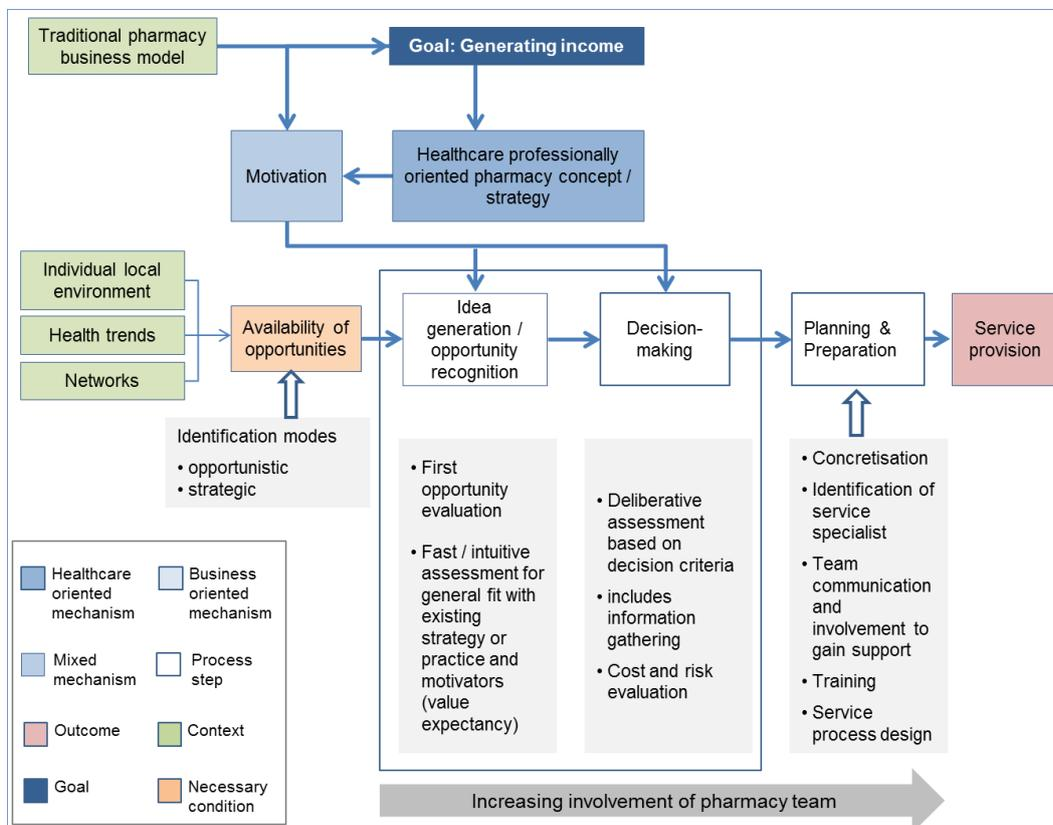 Traditional pharmacy
business model
Goal: Generating income
Motivation
Healthcare professionally
oriented pharmacy concept /
strategy
Individual local
environment
Health trends
Networks
Availability of
opportunities
Idea
generation /
opportunity
recognition
Decision-
making
Planning &
Preparation
Service
provision
Identification modes
• opportunistic
• strategic
• First
opportunity
evaluation
• Fast / intuitive
assessment for
general fit with
existing
strategy or
practice and
motivators
(value
expectancy)
• Deliberative
assessment
based on
decision criteria
• includes
information
gathering
• Cost and risk
evaluation
• Concretisation
• Identification of
service
specialist
• Team
communication
and
involvement to
gain support
• Training
• Service
process design
Healthcare
oriented
mechanism
Business
oriented
mechanism
Mixed
mechanism
Process
step
Outcome
Context
Goal
Necessary
condition
Increasing involvement of pharmacy team